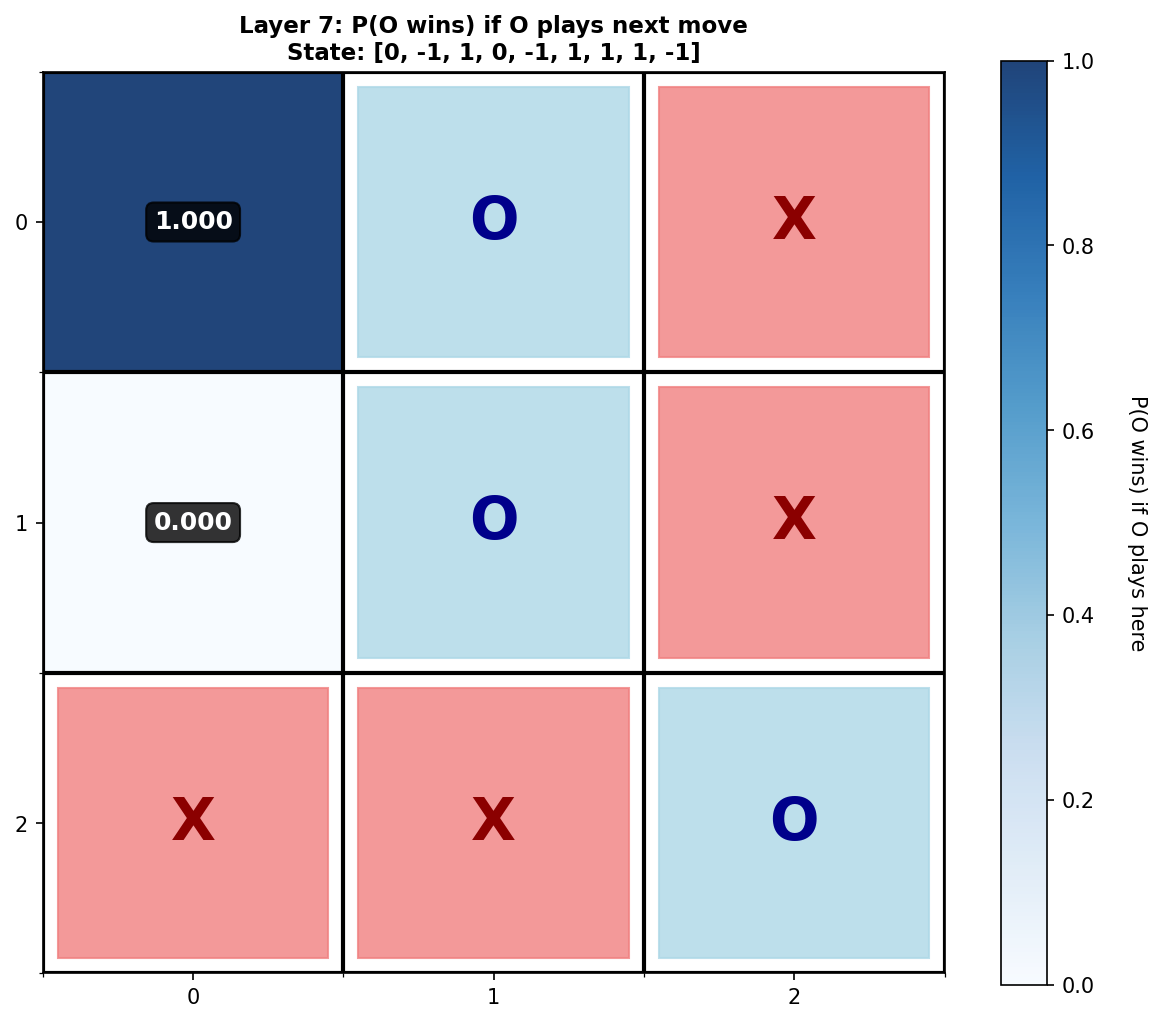 Layer 7: P(O wins) if O plays next move
State: [0, -1, 1, 0, -1, 1, 1, 1, -1]
0
1.000
O
X
1
0.000
O
X
2
X
X
O
0
1
2
1.0
0.8
0.6
0.4
0.2
0.0
P(O wins) if O plays here